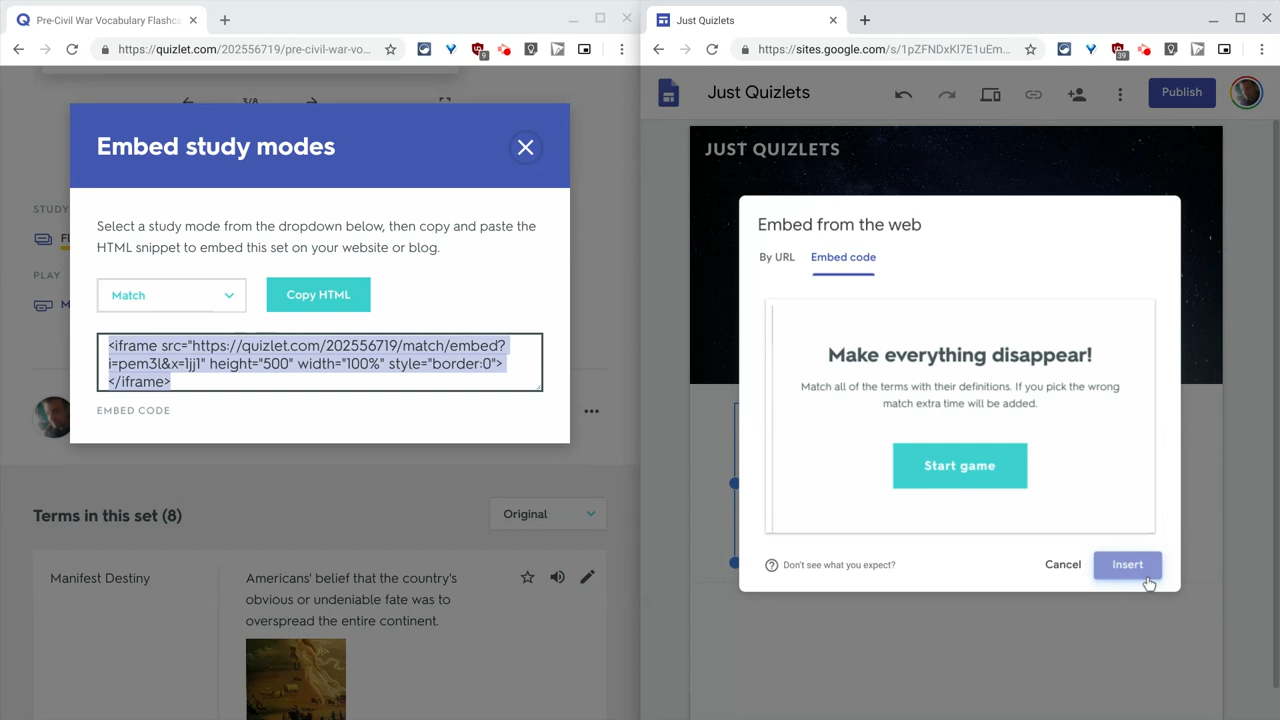 Pre-Civil War Vocabulary Flashca
https://quizlet.com/202556719/pre-civil-war-vo...
9
3/8
Embed study modes
Select a study mode from the dropdown below, then copy and paste the
HTML snippet to embed this set on your website or blog.
Match
Copy HTML
<iframe src="https://quizlet.com/202556719/match/embed?
i=pem3l&x=1jj1" height="500" width="100%" style="border:0">
</iframe>
EMBED CODE
STUDY
Fl
PLAY
M
Terms in this set (8)
Original
Manifest Destiny
Americans' belief that the country's
obvious or undeniable fate was to
overspread the entire continent.
Just Quizlets
https://sites.google.com/s/1pZFNDxKl7E1uEm...
39
Just Quizlets
Publish
JUST QUIZLETS
Embed from the web
By URL
Embed code
Make everything disappear!
Match all of the terms with their definitions. If you pick the wrong
match extra time will be added.
Start game
Don't see what you expect?
Cancel
Insert